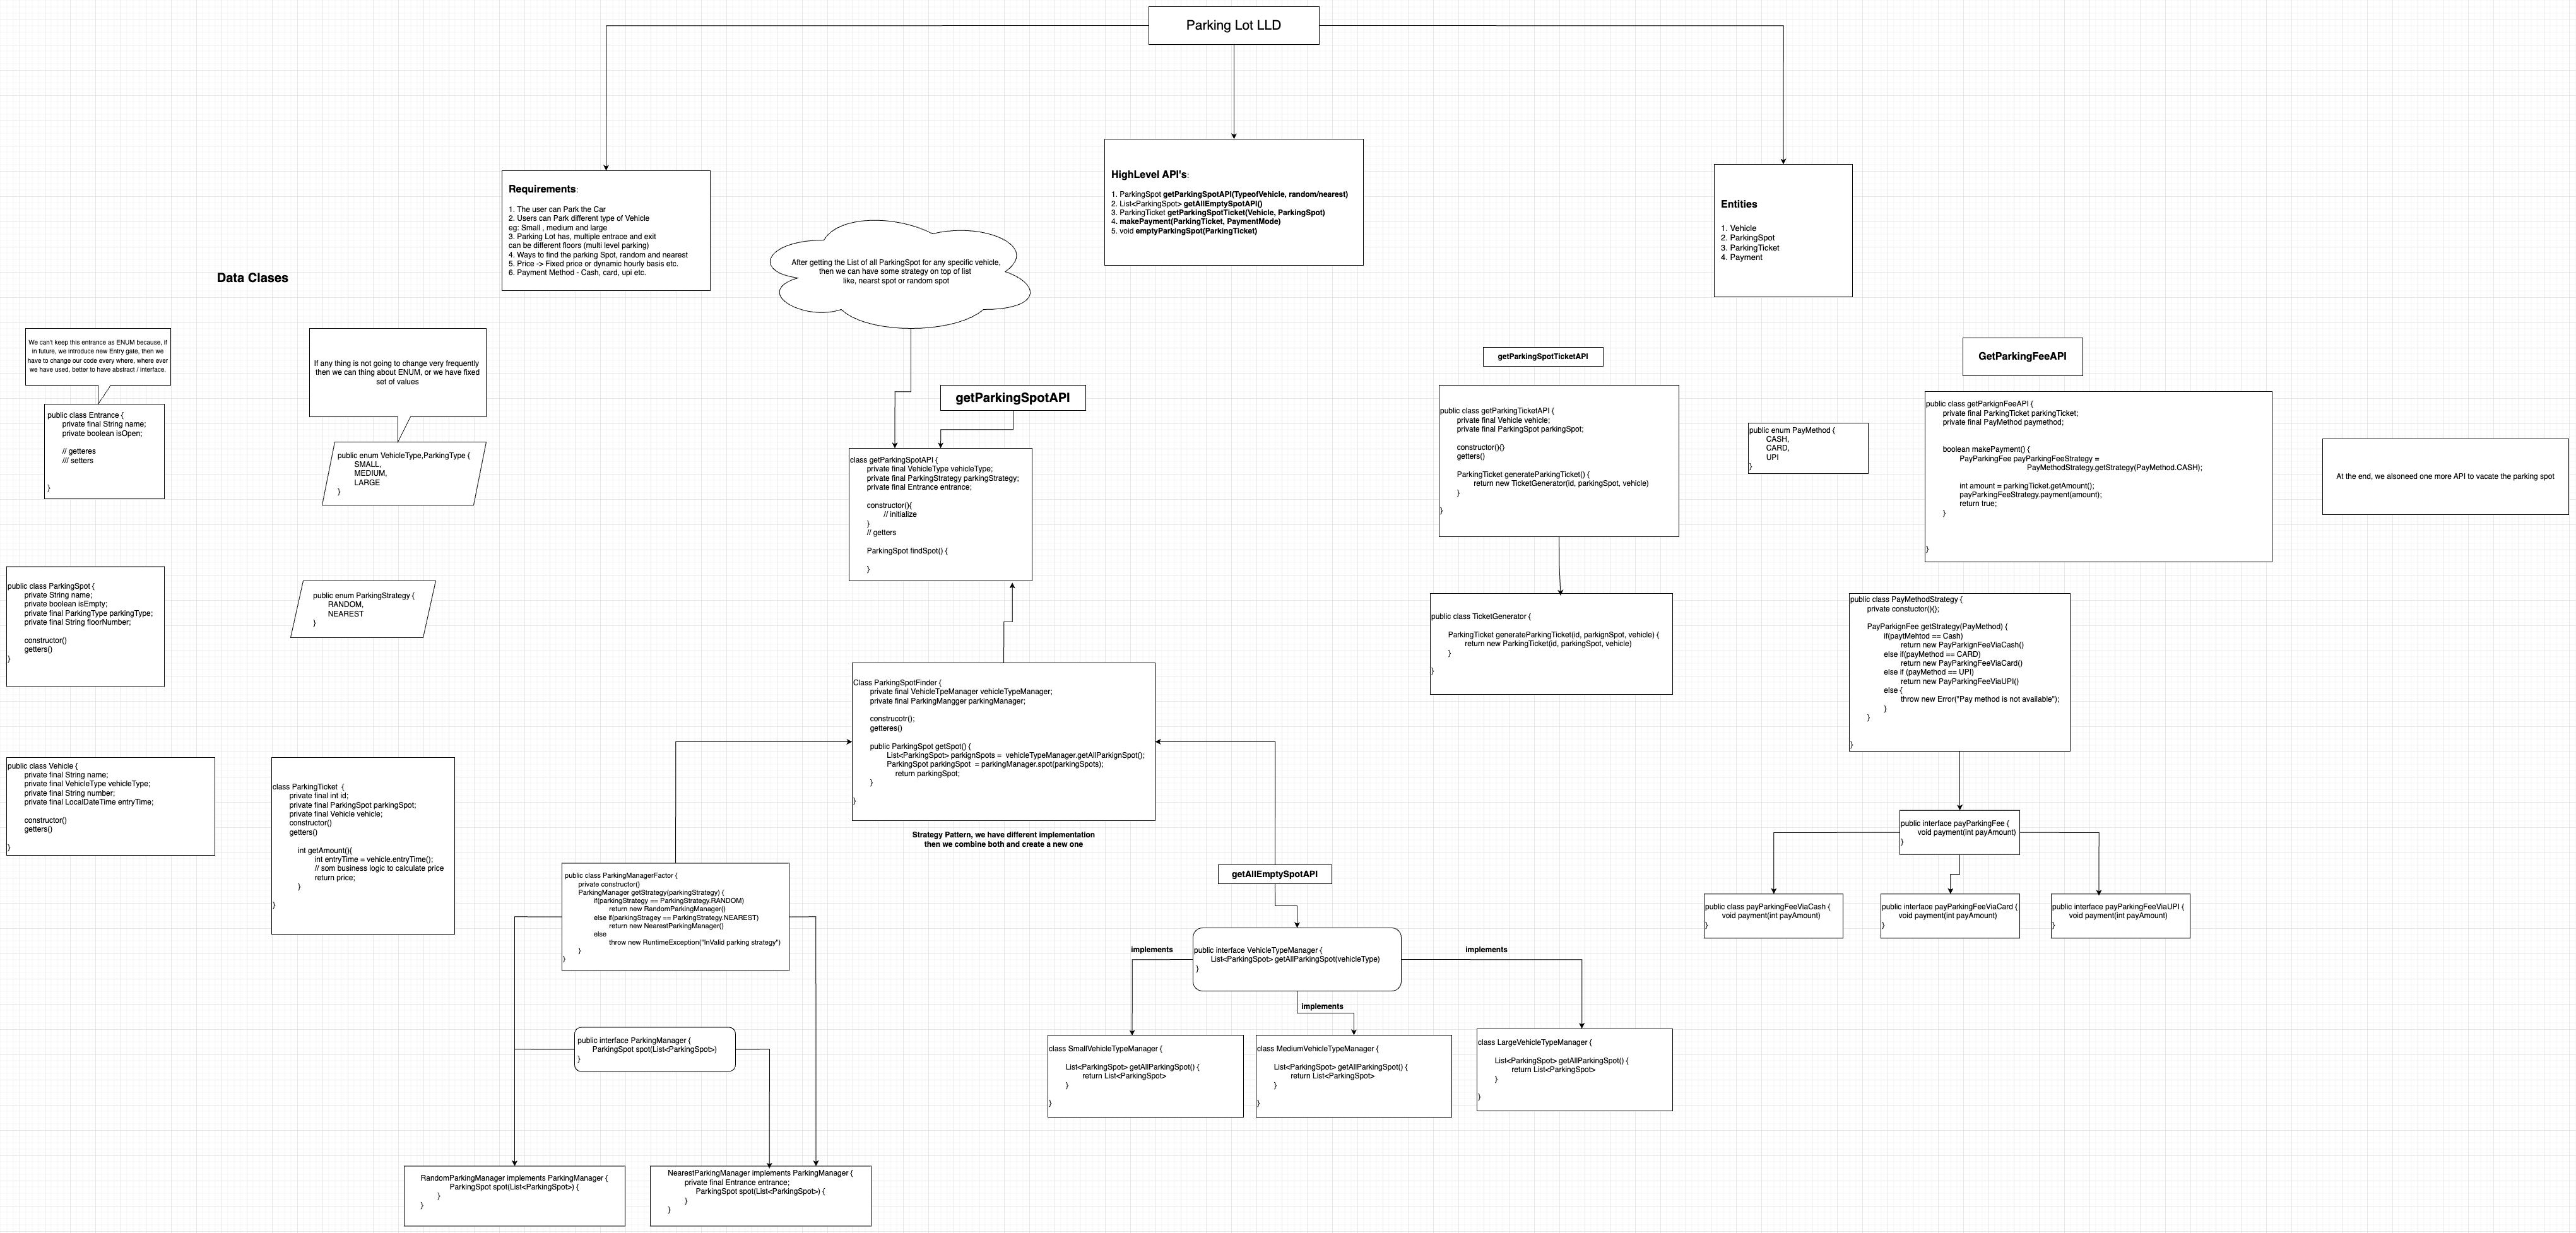 Parking Lot LLD
Requirements:
1. The user can Park the Car
2. Users can Park different type of Vehicle
eg: Small , medium and large
3. Parking Lot has, multiple entrace and exit
can be different floors (multi level parking)
4. Ways to find the parking Spot, random and nearest
5. Price -> Fixed price or dynamic hourly basis etc.
6. Payment Method - Cash, card, upi etc.
HighLevel API's:
1. ParkingSpot getParkingSpotAPI(TypeofVehicle, random/nearest)
2. List<ParkingSpot> getAllEmptySpotAPI()
3. ParkingTicket getParkingSpotTicket(Vehicle, ParkingSpot)
4. makePayment(ParkingTicket, PaymentMode)
5. void emptyParkingSpot(ParkingTicket)
Entities
1. Vehicle
2. ParkingSpot
3. ParkingTicket
4. Payment
After getting the List of all ParkingSpot for any specific vehicle,
then we can have some strategy on top of list
like, nearst spot or random spot
Data Clases
We can't keep this entrance as ENUM because, if
in future, we introduce new Entry gate, then we
have to change our code every where, where ever
we have used, better to have abstract / interface.
public class Entrance {
private final String name;
private boolean isOpen;
// getteres
/// setters
}
If any thing is not going to change very frequently
then we can thing about ENUM, or we have fixed
set of values
public enum VehicleType,ParkingType {
SMALL,
MEDIUM,
LARGE
}
public class ParkingSpot {
private String name;
private boolean isEmpty;
private final ParkingType parkingType;
private final String floorNumber;
constructor()
getters()
}
public enum ParkingStrategy {
RANDOM,
NEAREST
}
public class Vehicle {
private final String name;
private final VehicleType vehicleType;
private final String number;
private final LocalDateTime entryTime;
constructor()
getters()
}
class ParkingTicket  {
private final int id;
private final ParkingSpot parkingSpot;
private final Vehicle vehicle;
constructor()
getters()
int getAmount(){
int entryTime = vehicle.entryTime();
// som business logic to calculate price
return price;
}
}
getParkingSpotAPI
class getParkingSpotAPI {
private final VehicleType vehicleType;
private final ParkingStrategy parkingStrategy;
private final Entrance entrance;
constructor(){
// initialize
}
// getters
ParkingSpot findSpot() {
}
Class ParkingSpotFinder {
private final VehicleTpeManager vehicleTypeManager;
private final ParkingMangger parkingManager;
construcotr();
getteres()
public ParkingSpot getSpot() {
List<ParkingSpot> parkignSpots =  vehicleTypeManager.getAllParkignSpot();
ParkingSpot parkingSpot  = parkingManager.spot(parkingSpots);
return parkingSpot;
}
}
Strategy Pattern, we have different implementation
then we combine both and create a new one
public class ParkingManagerFactor {
private constructor()
ParkingManager getStrategy(parkingStrategy) {
if(parkingStrategy == ParkingStrategy.RANDOM)
return new RandomParkingManager()
else if(parkingStragey == ParkingStrategy.NEAREST)
return new NearestParkingManager()
else
throw new RuntimeException("InValid parking strategy")
}
}
public interface ParkingManager {
ParkingSpot spot(List<ParkingSpot>)
}
RandomParkingManager implements ParkingManager {
ParkingSpot spot(List<ParkingSpot>) {
}
}
NearestParkingManager implements ParkingManager {
private final Entrance entrance;
ParkingSpot spot(List<ParkingSpot>) {
}
}
getAllEmptySpotAPI
public interface VehicleTypeManager {
List<ParkingSpot> getAllParkingSpot(vehicleType)
}
implements
implements
implements
class SmallVehicleTypeManager {
List<ParkingSpot> getAllParkingSpot() {
return List<ParkingSpot>
}
}
class MediumVehicleTypeManager {
List<ParkingSpot> getAllParkingSpot() {
return List<ParkingSpot>
}
}
class LargeVehicleTypeManager {
List<ParkingSpot> getAllParkingSpot() {
return List<ParkingSpot>
}
}
getParkingSpotTicketAPI
public class getParkingTicketAPI {
private final Vehicle vehicle;
private final ParkingSpot parkingSpot;
constructor(){}
getters()
ParkingTicket generateParkingTicket() {
return new TicketGenerator(id, parkingSpot, vehicle)
}
}
public class TicketGenerator {
ParkingTicket generateParkingTicket(id, parkignSpot, vehicle) {
return new ParkingTicket(id, parkingSpot, vehicle)
}
}
public enum PayMethod {
CASH,
CARD,
UPI
}
GetParkingFeeAPI
public class getParkignFeeAPI {
private final ParkingTicket parkingTicket;
private final PayMethod paymethod;
boolean makePayment() {
PayParkingFee payParkingFeeStrategy =
PayMethodStrategy.getStrategy(PayMethod.CASH);
int amount = parkingTicket.getAmount();
payParkingFeeStrategy.payment(amount);
return true;
}
}
At the end, we alsoneed one more API to vacate the parking spot
public class PayMethodStrategy {
private constuctor(){};
PayParkignFee getStrategy(PayMethod) {
if(paytMehtod == Cash)
return new PayParkignFeeViaCash()
else if(payMethod == CARD)
return new PayParkingFeeViaCard()
else if (payMethod == UPI)
return new PayParkingFeeViaUPI()
else {
throw new Error("Pay method is not available");
}
}
}
public interface payParkingFee {
void payment(int payAmount)
}
public class payParkingFeeViaCash {
void payment(int payAmount)
}
public interface payParkingFeeViaCard {
void payment(int payAmount)
}
public interface payParkingFeeViaUPI {
void payment(int payAmount)
}